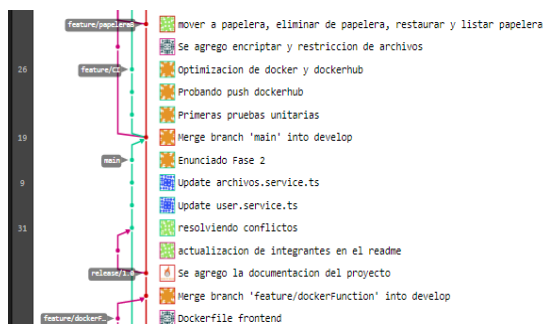 feature/papelera mover a papelera, eliminar de papelera, restaurar y listar papelera
Se agrego encriptar y restriccion de archivos
26 feature/CI Optimizacion de docker y dockerhub
Probando push dockerhub
Primeras pruebas unitarias
19 Merge branch 'main' into develop
main Enunciado Fase 2
9 Update archivos.service.ts
Update user.service.ts
31 resolviendo conflictos
actualizacion de integrantes en el readme
release/1.0 Se agrego la documentacion del proyecto
Merge branch 'feature/dockerFunction' into develop
feature/dockerF… Dockerfile frontend